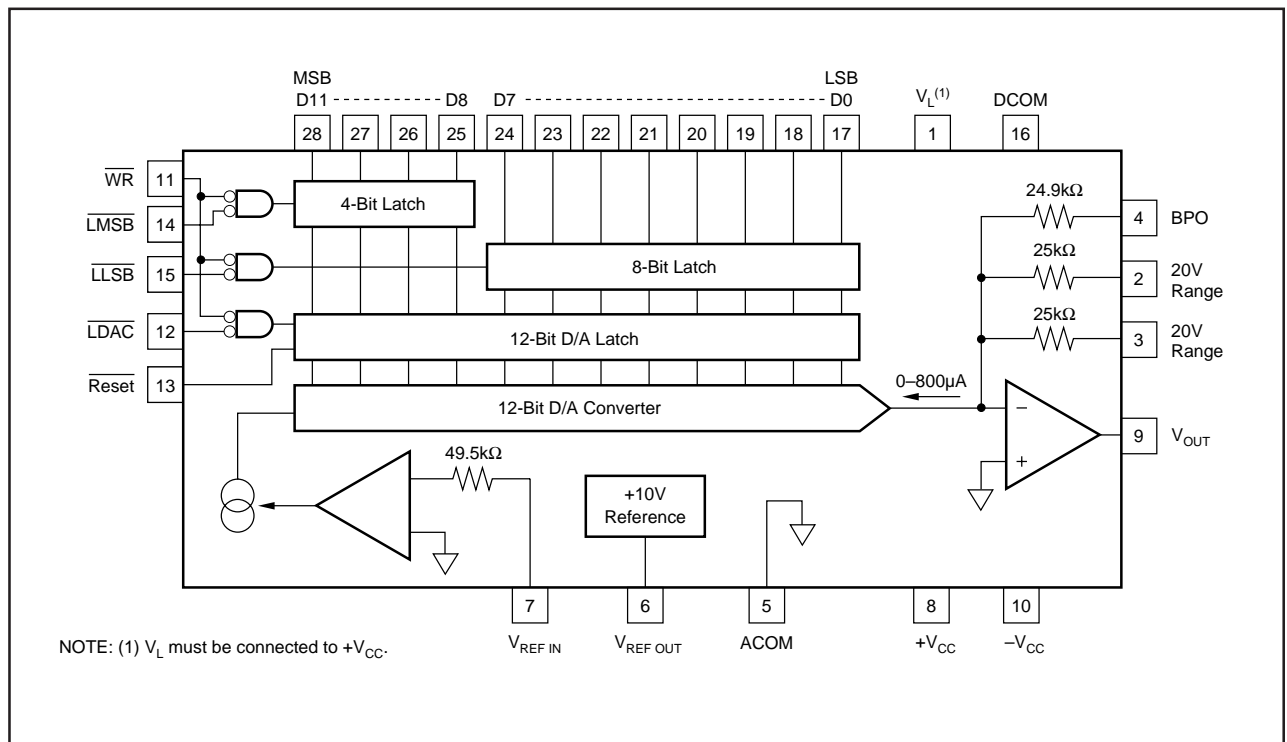 MSB
D11
D8
D7
LSB
D0
V_L(1)
DCOM
28
27
26
25
24
23
22
21
20
19
18
17
1
16
WR
11
LMSB
14
LLSB
15
LDAC
12
Reset
13
4-Bit Latch
8-Bit Latch
12-Bit D/A Latch
12-Bit D/A Converter
24.9kΩ
4
BPO
25kΩ
2
20V
Range
25kΩ
3
20V
Range
0–800µA
–
+
9
V_OUT
49.5kΩ
+10V
Reference
7
6
5
8
10
V_REF IN
V_REF OUT
ACOM
+V_CC
–V_CC
NOTE: (1) V_L must be connected to +V_CC.